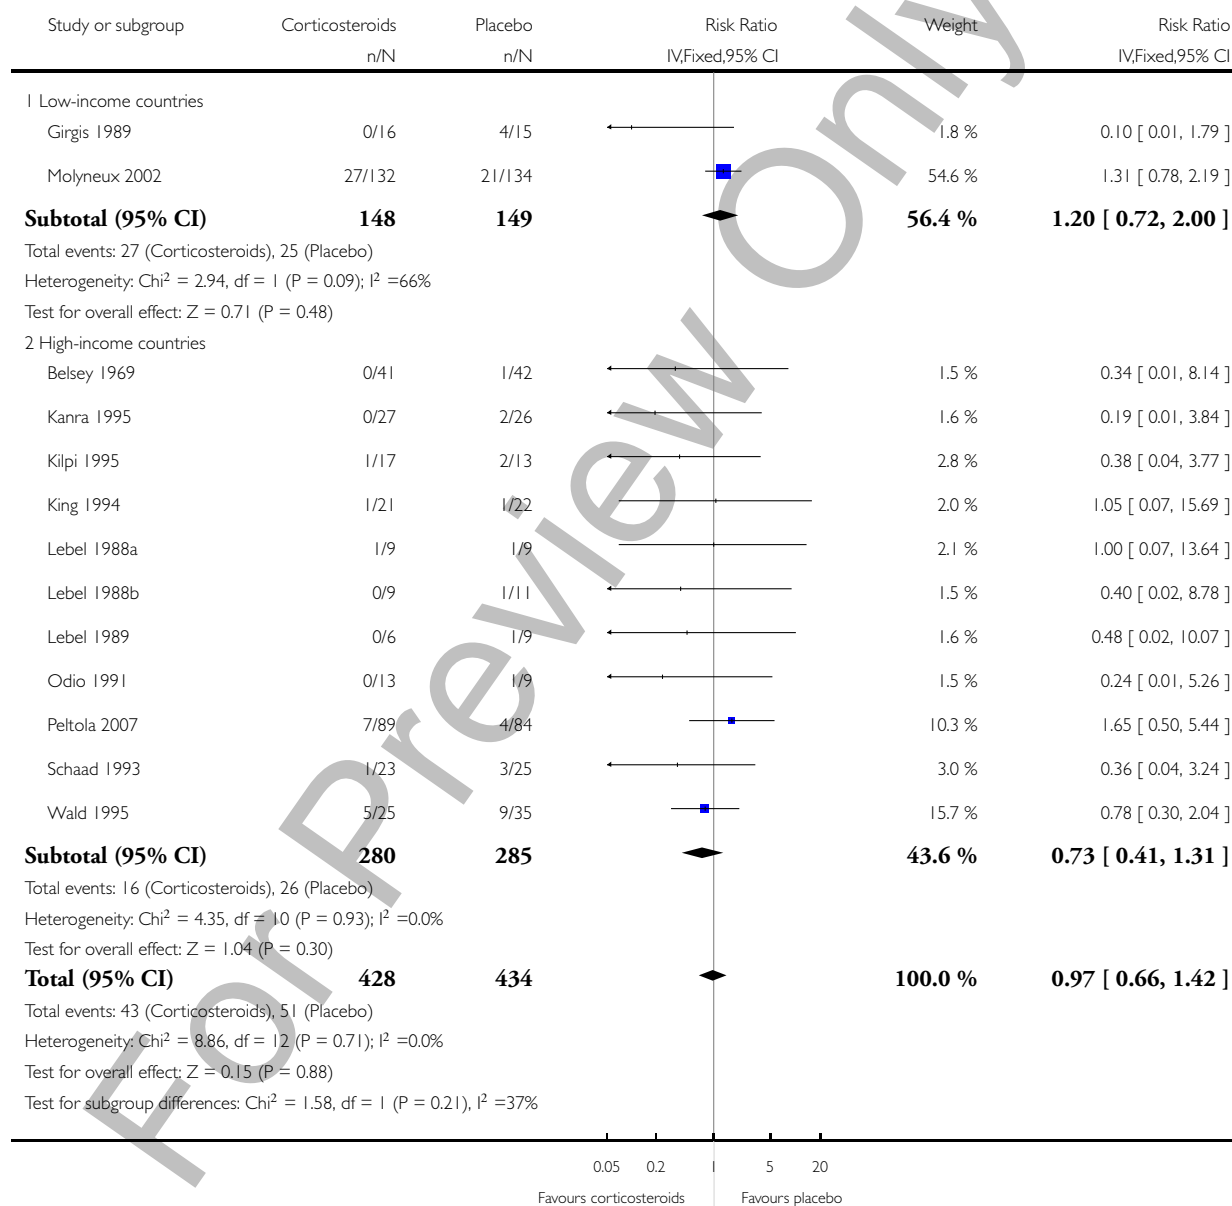 Study or subgroup Corticosteroids Placebo Risk Ratio Weight Risk Ratio
n/N n/N IV,Fixed,95% CI IV,Fixed,95% CI
1 Low-income countries
Girgis 1989 0/16 4/15 1.8 % 0.10 [ 0.01, 1.79 ]
Molyneux 2002 27/132 21/134 54.6 % 1.31 [ 0.78, 2.19 ]
Subtotal (95% CI) 148 149 56.4 % 1.20 [ 0.72, 2.00 ]
Total events: 27 (Corticosteroids), 25 (Placebo)
Heterogeneity: Chi² = 2.94, df = 1 (P = 0.09); I² =66%
Test for overall effect: Z = 0.71 (P = 0.48)
2 High-income countries
Belsey 1969 0/41 1/42 1.5 % 0.34 [ 0.01, 8.14 ]
Kanra 1995 0/27 2/26 1.6 % 0.19 [ 0.01, 3.84 ]
Kilpi 1995 1/17 2/13 2.8 % 0.38 [ 0.04, 3.77 ]
King 1994 1/21 1/22 2.0 % 1.05 [ 0.07, 15.69 ]
Lebel 1988a 1/9 1/9 2.1 % 1.00 [ 0.07, 13.64 ]
Lebel 1988b 0/9 1/11 1.5 % 0.40 [ 0.02, 8.78 ]
Lebel 1989 0/6 1/9 1.6 % 0.48 [ 0.02, 10.07 ]
Odio 1991 0/13 1/9 1.5 % 0.24 [ 0.01, 5.26 ]
Peltola 2007 7/89 4/84 10.3 % 1.65 [ 0.50, 5.44 ]
Schaad 1993 1/23 3/25 3.0 % 0.36 [ 0.04, 3.24 ]
Wald 1995 5/25 9/35 15.7 % 0.78 [ 0.30, 2.04 ]
Subtotal (95% CI) 280 285 43.6 % 0.73 [ 0.41, 1.31 ]
Total events: 16 (Corticosteroids), 26 (Placebo)
Heterogeneity: Chi² = 4.35, df = 10 (P = 0.93); I² =0.0%
Test for overall effect: Z = 1.04 (P = 0.30)
Total (95% CI) 428 434 100.0 % 0.97 [ 0.66, 1.42 ]
Total events: 43 (Corticosteroids), 51 (Placebo)
Heterogeneity: Chi² = 8.86, df = 12 (P = 0.71); I² =0.0%
Test for overall effect: Z = 0.15 (P = 0.88)
Test for subgroup differences: Chi² = 1.58, df = 1 (P = 0.21), I² =37%
0.05 0.2 1 5 20
Favours corticosteroids Favours placebo
For Preview Only